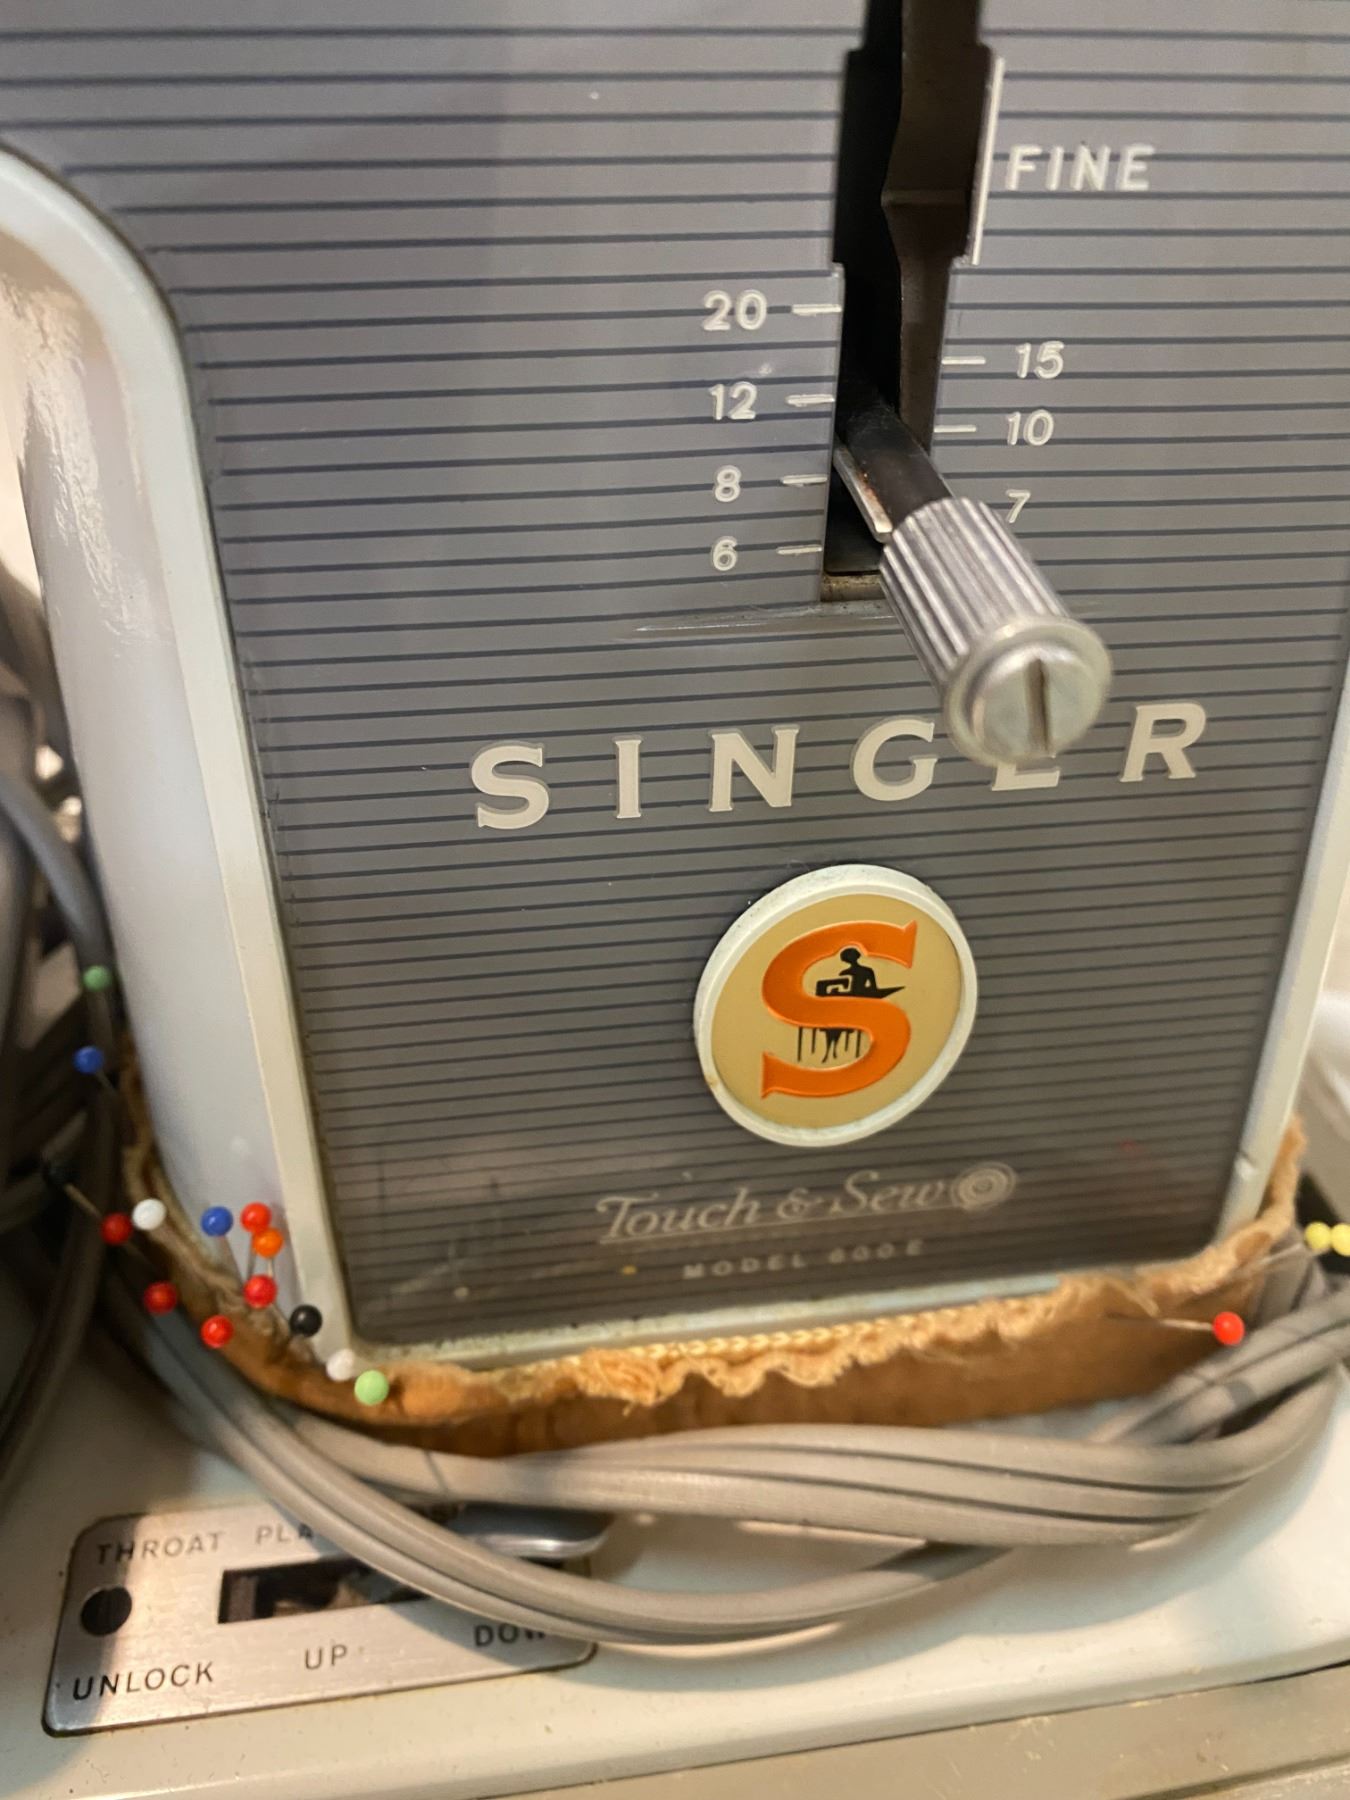 FINE
20
15
12
10
8
7
6
SINGER
S
Touch & Sew
MODEL 600E
THROAT
UNLOCK
UP